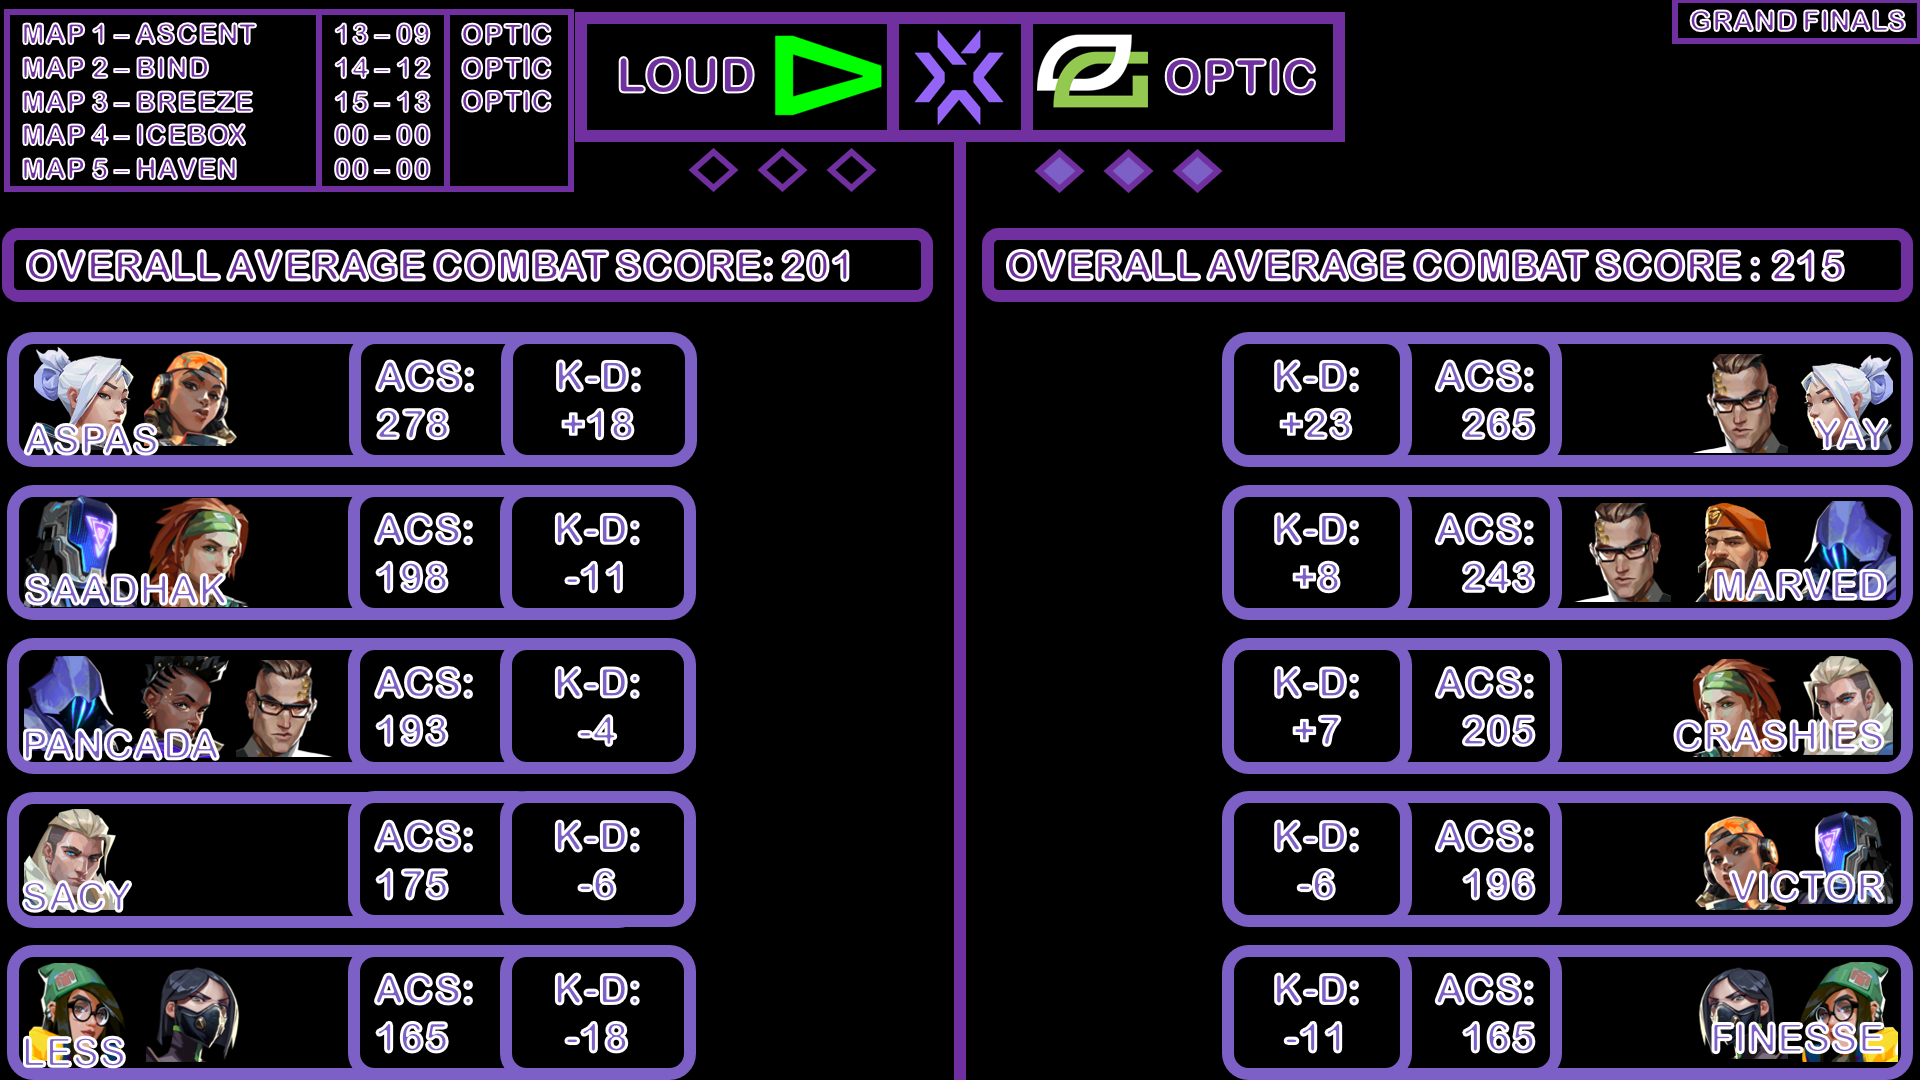 MAP 1 – ASCENT 13 – 09 OPTIC
MAP 2 – BIND 14 – 12 OPTIC
MAP 3 – BREEZE 15 – 13 OPTIC
MAP 4 – ICEBOX 00 – 00
MAP 5 – HAVEN 00 – 00
LOUD
OPTIC
GRAND FINALS
OVERALL AVERAGE COMBAT SCORE: 201
ASPAS
ACS:
278
K-D:
+18
SAADHAK
ACS:
198
K-D:
-11
PANCADA
ACS:
193
K-D:
-4
SACY
ACS:
175
K-D:
-6
LESS
ACS:
165
K-D:
-18
OVERALL AVERAGE COMBAT SCORE : 215
K-D:
+23
ACS:
265
YAY
K-D:
+8
ACS:
243
MARVED
K-D:
+7
ACS:
205
CRASHIES
K-D:
-6
ACS:
196
VICTOR
K-D:
-11
ACS:
165
FINESSE